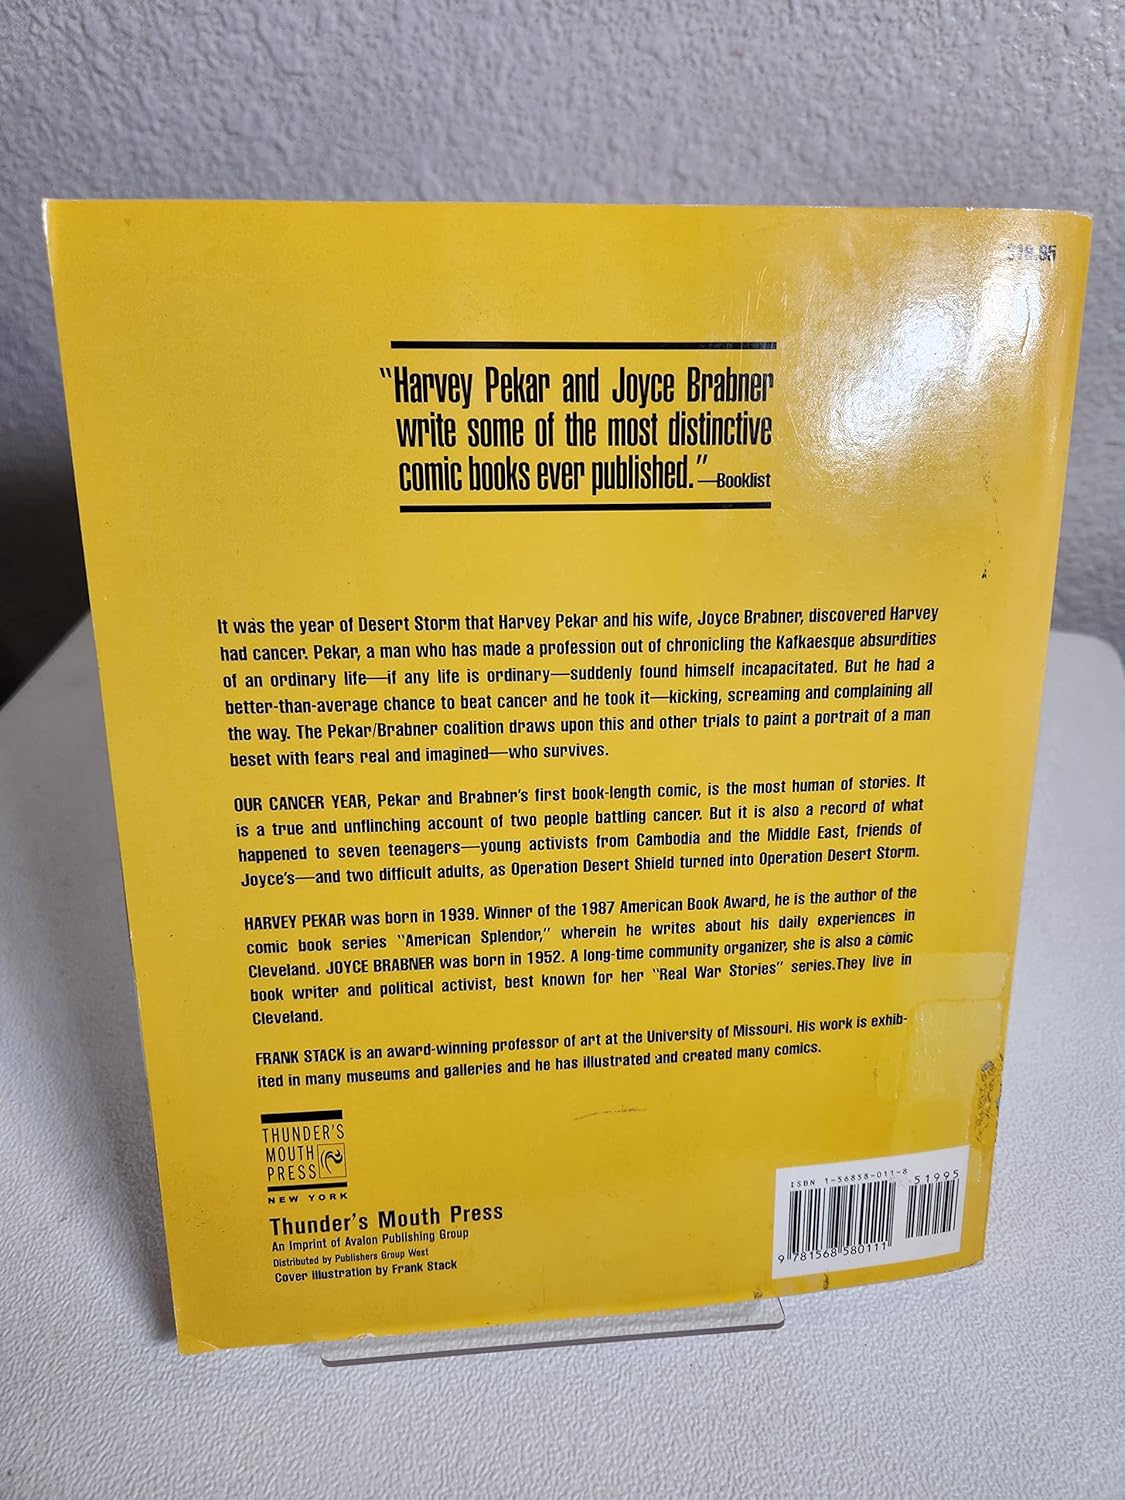 $19.95
"Harvey Pekar and Joyce Brabner
write some of the most distinctive
comic books ever published."—Booklist
It was the year of Desert Storm that Harvey Pekar and his wife, Joyce Brabner, discovered Harvey
had cancer. Pekar, a man who has made a profession out of chronicling the Kafkaesque absurdities
of an ordinary life—if any life is ordinary—suddenly found himself incapacitated. But he had a
better-than-average chance to beat cancer and he took it—kicking, screaming and complaining all
the way. The Pekar/Brabner coalition draws upon this and other trials to paint a portrait of a man
beset with fears real and imagined—who survives.
OUR CANCER YEAR, Pekar and Brabner's first book-length comic, is the most human of stories. It
is a true and unflinching account of two people battling cancer. But it is also a record of what
happened to seven teenagers—young activists from Cambodia and the Middle East, friends of
Joyce's—and two difficult adults, as Operation Desert Shield turned into Operation Desert Storm.
HARVEY PEKAR was born in 1939. Winner of the 1987 American Book Award, he is the author of the
comic book series "American Splendor," wherein he writes about his daily experiences in
Cleveland. JOYCE BRABNER was born in 1952. A long-time community organizer, she is also a comic
book writer and political activist, best known for her "Real War Stories" series.They live in
Cleveland.
FRANK STACK is an award-winning professor of art at the University of Missouri. His work is exhib-
ited in many museums and galleries and he has illustrated and created many comics.
THUNDER'S
MOUTH
PRESS
NEW YORK
Thunder's Mouth Press
An Imprint of Avalon Publishing Group
Distributed by Publishers Group West
Cover illustration by Frank Stack
ISBN 1-56858-011-8
51995
9 781568 580111